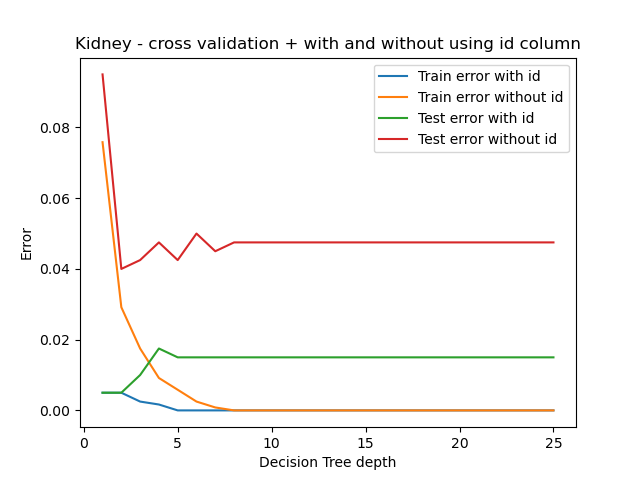 Kidney - cross validation + with and without using id column
Train error with id
Train error without id
Test error with id
Test error without id
0.08
0.06
0.04
0.02
0.00
Error
0
5
10
15
20
25
Decision Tree depth